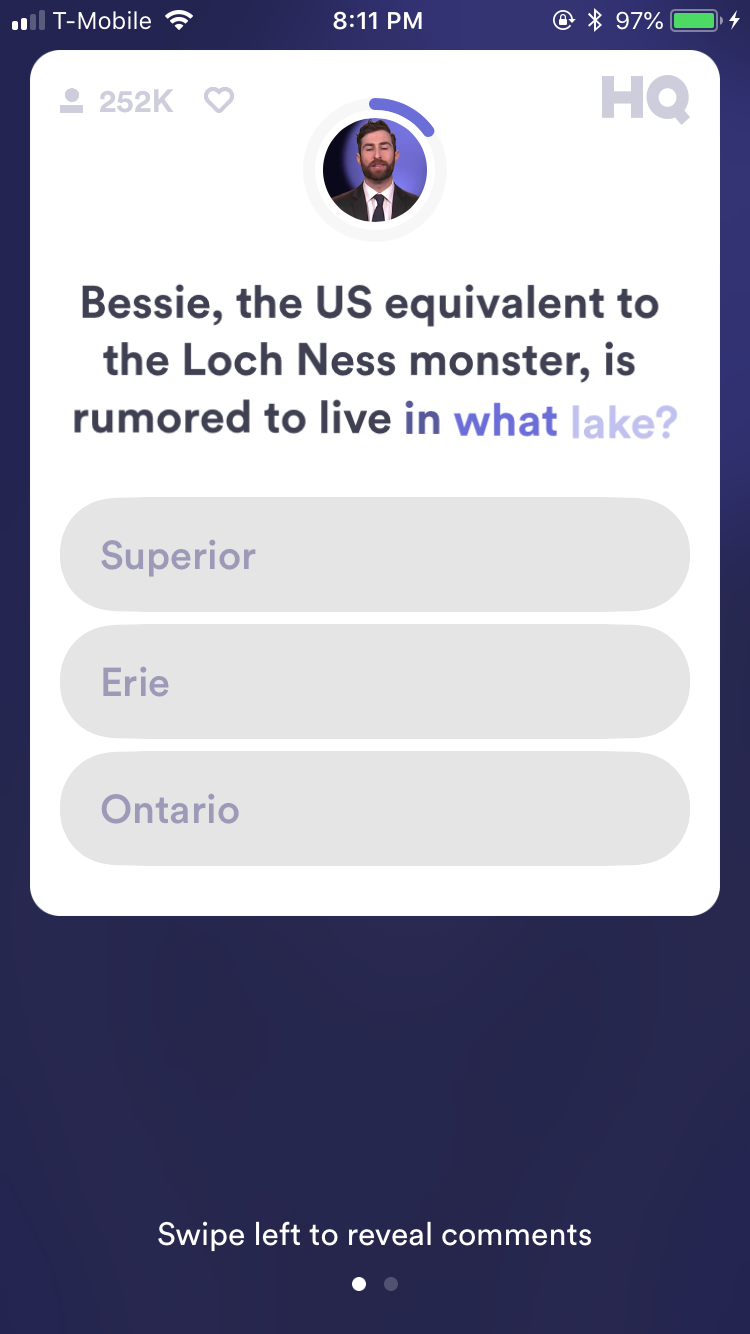 T-Mobile 8:11 PM 97%
252K HQ
Bessie, the US equivalent to
the Loch Ness monster, is
rumored to live in what lake?
Superior
Erie
Ontario
Swipe left to reveal comments